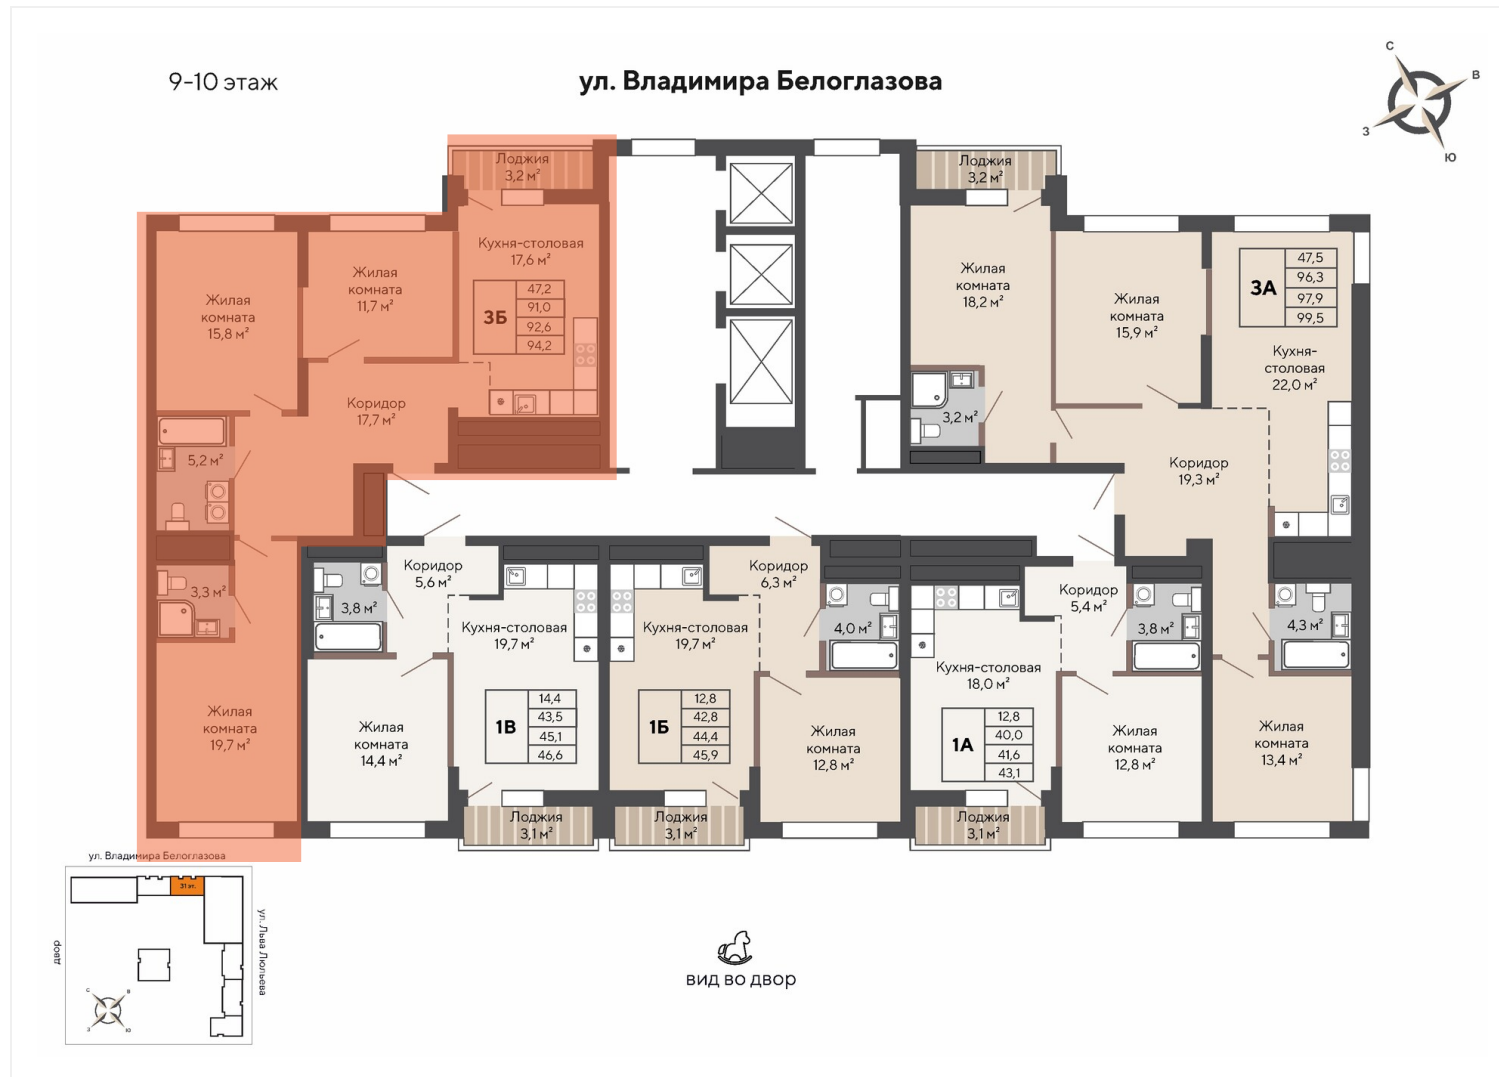 9-10 этаж
ул. Владимира Белоглазова
С
В
З
Ю
Лоджия
3,2 м²
Кухня-столовая
17,6 м²
3Б
47,2
91,0
92,6
94,2
Жилая
комната
11,7 м²
Жилая
комната
15,8 м²
Коридор
17,7 м²
5,2 м²
3,3 м²
Жилая
комната
19,7 м²
Лоджия
3,2 м²
Жилая
комната
18,2 м²
Жилая
комната
15,9 м²
3А
47,5
96,3
97,9
99,5
Кухня-
столовая
22,0 м²
3,2 м²
Коридор
19,3 м²
4,3 м²
Жилая
комната
13,4 м²
Коридор
5,6 м²
3,8 м²
Кухня-столовая
19,7 м²
Жилая
комната
14,4 м²
1В
14,4
43,5
45,1
46,6
Лоджия
3,1 м²
Коридор
6,3 м²
4,0 м²
Кухня-столовая
19,7 м²
1Б
12,8
42,8
44,4
45,9
Жилая
комната
12,8 м²
Лоджия
3,1 м²
Коридор
5,4 м²
3,8 м²
Кухня-столовая
18,0 м²
1А
12,8
40,0
41,6
43,1
Жилая
комната
12,8 м²
Лоджия
3,1 м²
ул. Владимира Белоглазова
31 эт.
ул. Льва Люльева
двор
С
В
З
Ю
вид во двор